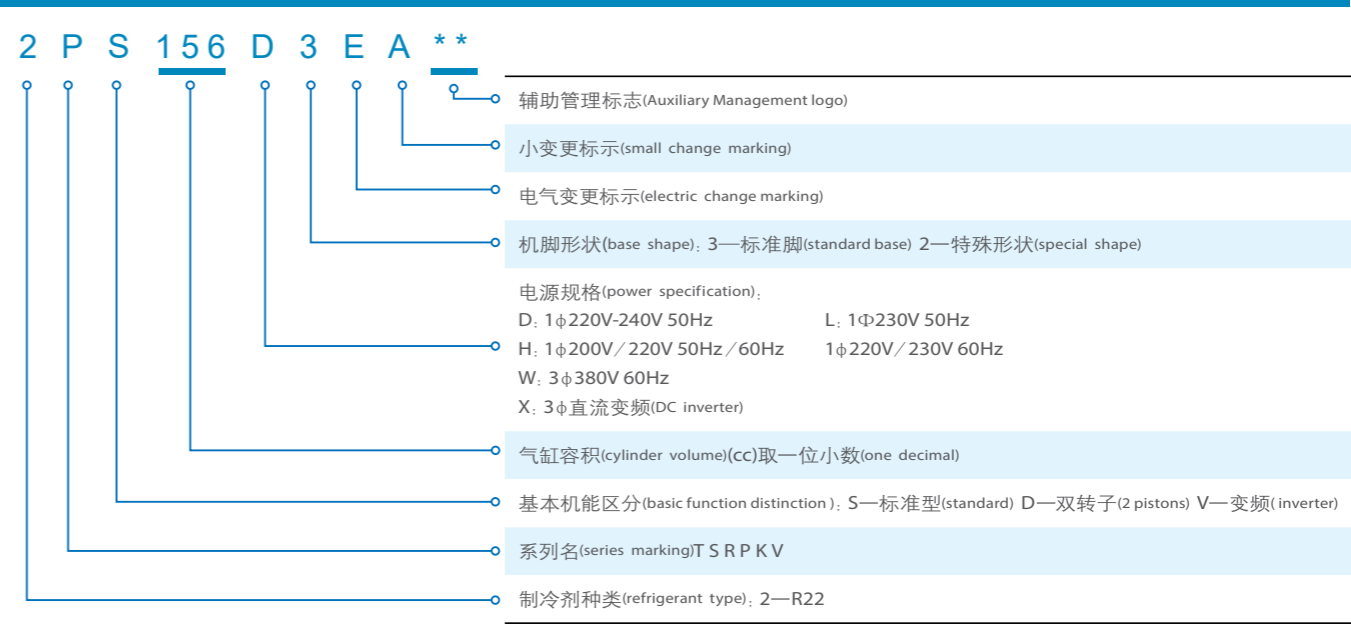 2 P S 156 D 3 E A **
辅助管理标志(Auxiliary Management logo)
小变更标示(small change marking)
电气变更标示(electric change marking)
机脚形状(base shape): 3—标准脚(standard base) 2—特殊形状(special shape)
电源规格(power specification):
D: 1φ220V-240V 50Hz L: 1Φ230V 50Hz
H: 1φ200V/220V 50Hz/60Hz 1φ220V/230V 60Hz
W: 3φ380V 60Hz
X: 3φ直流变频(DC inverter)
气缸容积(cylinder volume)(cc)取一位小数(one decimal)
基本机能区分(basic function distinction): S—标准型(standard) D—双转子(2 pistons) V—变频(inverter)
系列名(series marking)T S R P K V
制冷剂种类(refrigerant type): 2—R22